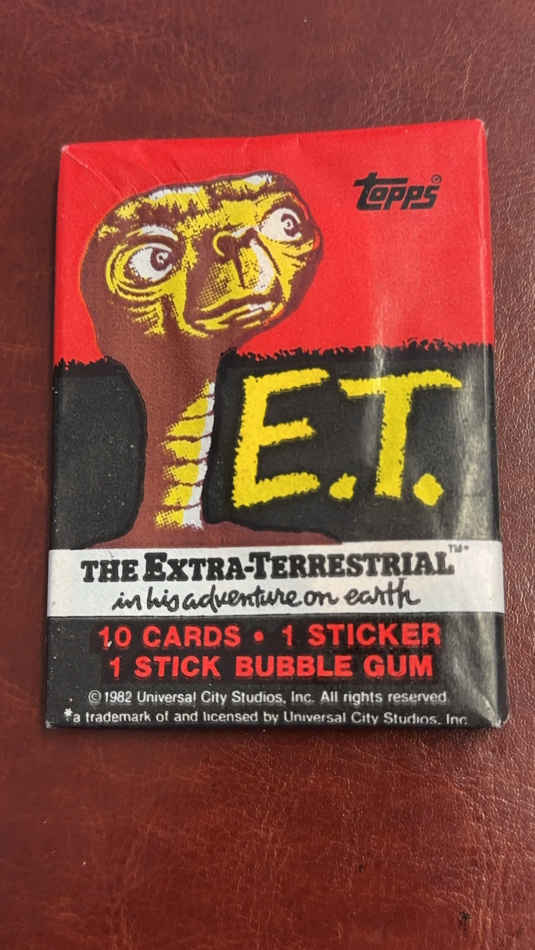 Topps®
E.T.
THE EXTRA-TERRESTRIAL™*
in his adventure on earth
10 CARDS • 1 STICKER
1 STICK BUBBLE GUM
©1982 Universal City Studios, Inc. All rights reserved
*a trademark of and licensed by Universal City Studios, Inc